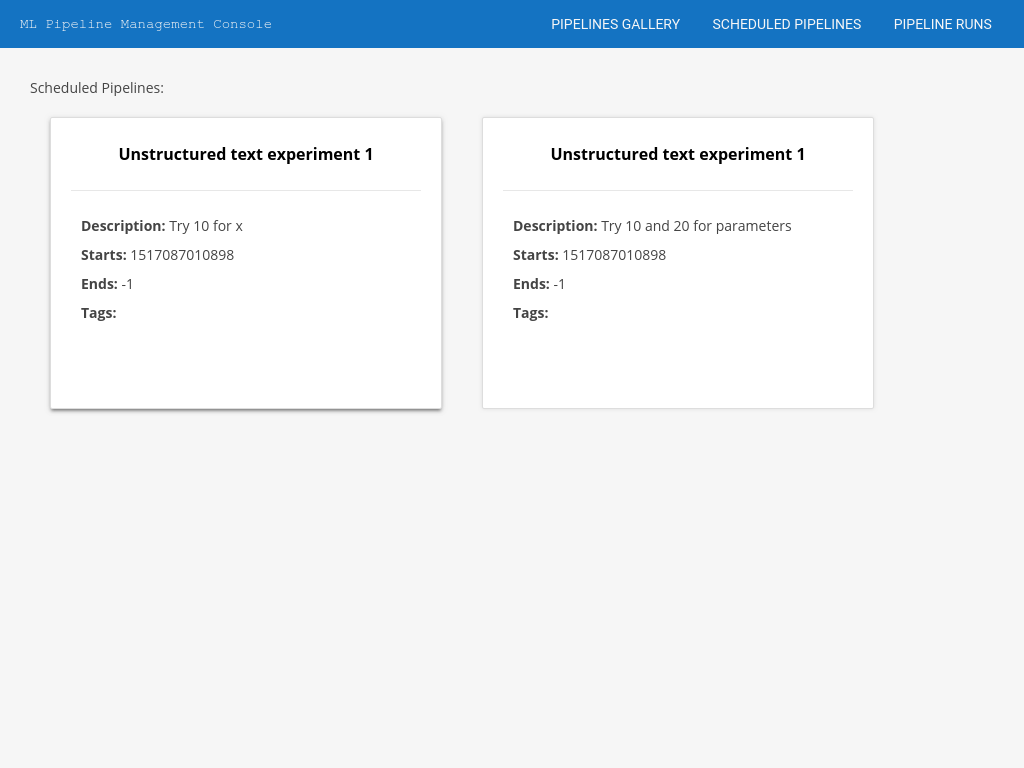 ML Pipeline Management Console
PIPELINES GALLERY
SCHEDULED PIPELINES
PIPELINE RUNS
Scheduled Pipelines:
Unstructured text experiment 1
Description: Try 10 for x
Starts: 1517087010898
Ends: -1
Tags:
Unstructured text experiment 1
Description: Try 10 and 20 for parameters
Starts: 1517087010898
Ends: -1
Tags: